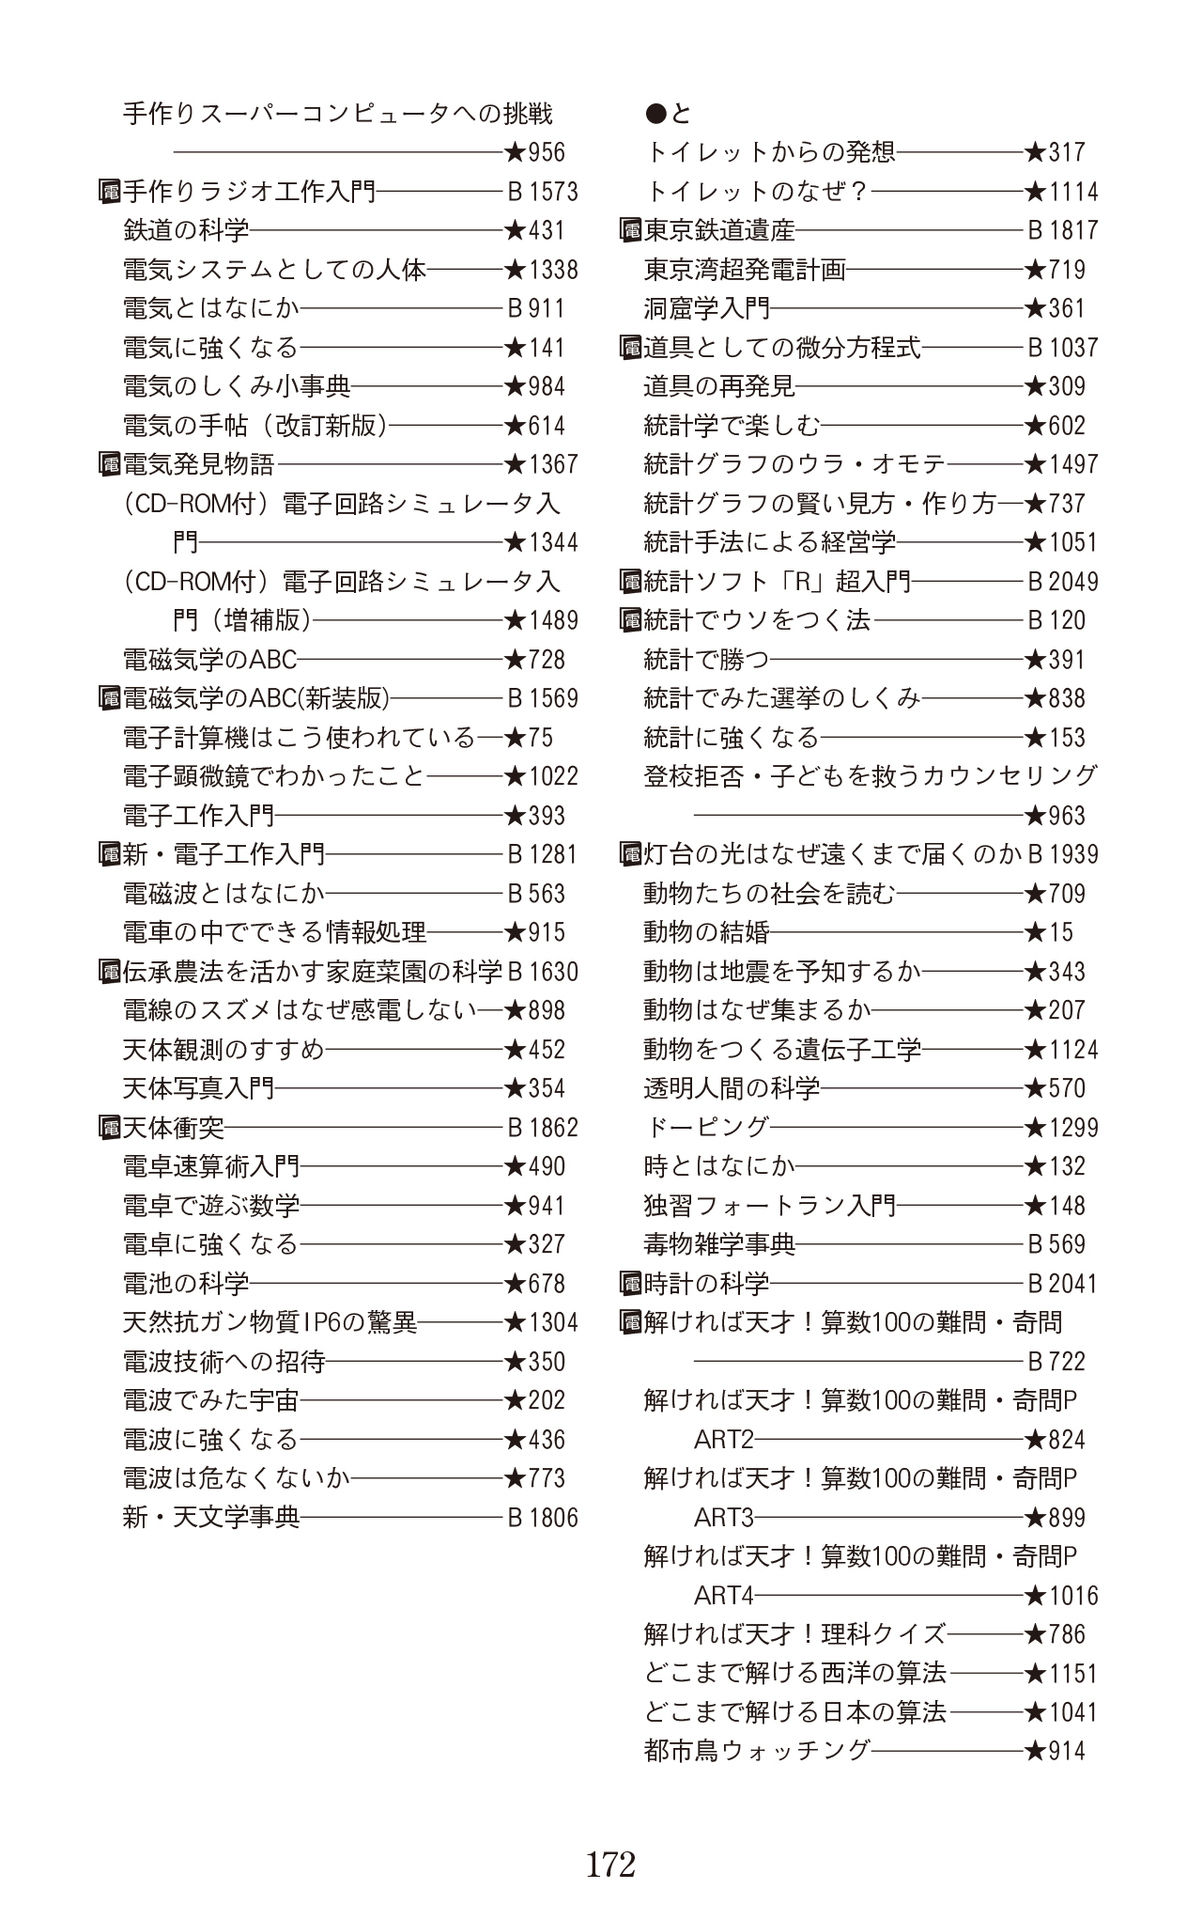 手作りスーパーコンピュータへの挑戦
――――――★956
電手作りラジオ工作入門―――B 1573
鉄道の科学――――――★431
電気システムとしての人体――★1338
電気とはなにか―――――B 911
電気に強くなる―――――★141
電気のしくみ小事典――――★984
電気の手帖（改訂新版）―――★614
電電気発見物語――――――★1367
（CD-ROM付）電子回路シミュレータ入
門――――――★1344
（CD-ROM付）電子回路シミュレータ入
門（増補版）――――★1489
電磁気学のABC―――――★728
電電磁気学のABC(新装版)―――B 1569
電子計算機はこう使われている―★75
電子顕微鏡でわかったこと――★1022
電子工作入門―――――★393
電新・電子工作入門――――B 1281
電磁波とはなにか――――B 563
電車の中でできる情報処理――★915
電伝承農法を活かす家庭菜園の科学 B 1630
電線のスズメはなぜ感電しない―★898
天体観測のすすめ――――★452
天体写真入門―――――★354
電天体衝突――――――B 1862
電卓速算術入門―――――★490
電卓で遊ぶ数学―――――★941
電卓に強くなる―――――★327
電池の科学――――――★678
天然抗ガン物質IP6の驚異――★1304
電波技術への招待――――★350
電波でみた宇宙―――――★202
電波に強くなる―――――★436
電波は危なくないか――――★773
新・天文学事典―――――B 1806
●と
トイレットからの発想―――★317
トイレットのなぜ？――――★1114
電東京鉄道遺産―――――B 1817
東京湾超発電計画――――★719
洞窟学入門――――――★361
電道具としての微分方程式――B 1037
道具の再発見―――――★309
統計学で楽しむ―――――★602
統計グラフのウラ・オモテ――★1497
統計グラフの賢い見方・作り方―★737
統計手法による経営学―――★1051
電統計ソフト「R」超入門―――B 2049
電統計でウソをつく法――――B 120
統計で勝つ――――――★391
統計でみた選挙のしくみ――★838
統計に強くなる―――――★153
登校拒否・子どもを救うカウンセリング
――――――★963
電灯台の光はなぜ遠くまで届くのか B 1939
動物たちの社会を読む―――★709
動物の結婚――――――★15
動物は地震を予知するか――★343
動物はなぜ集まるか――――★207
動物をつくる遺伝子工学――★1124
透明人間の科学―――――★570
ドーピング――――――★1299
時とはなにか―――――★132
独習フォートラン入門―――★148
毒物雑学事典―――――B 569
電時計の科学――――――B 2041
電解ければ天才！算数100の難問・奇問
――――――B 722
解ければ天才！算数100の難問・奇問P
ART2――――――★824
解ければ天才！算数100の難問・奇問P
ART3――――――★899
解ければ天才！算数100の難問・奇問P
ART4――――――★1016
解ければ天才！理科クイズ――★786
どこまで解ける西洋の算法――★1151
どこまで解ける日本の算法――★1041
都市鳥ウォッチング――――★914
172